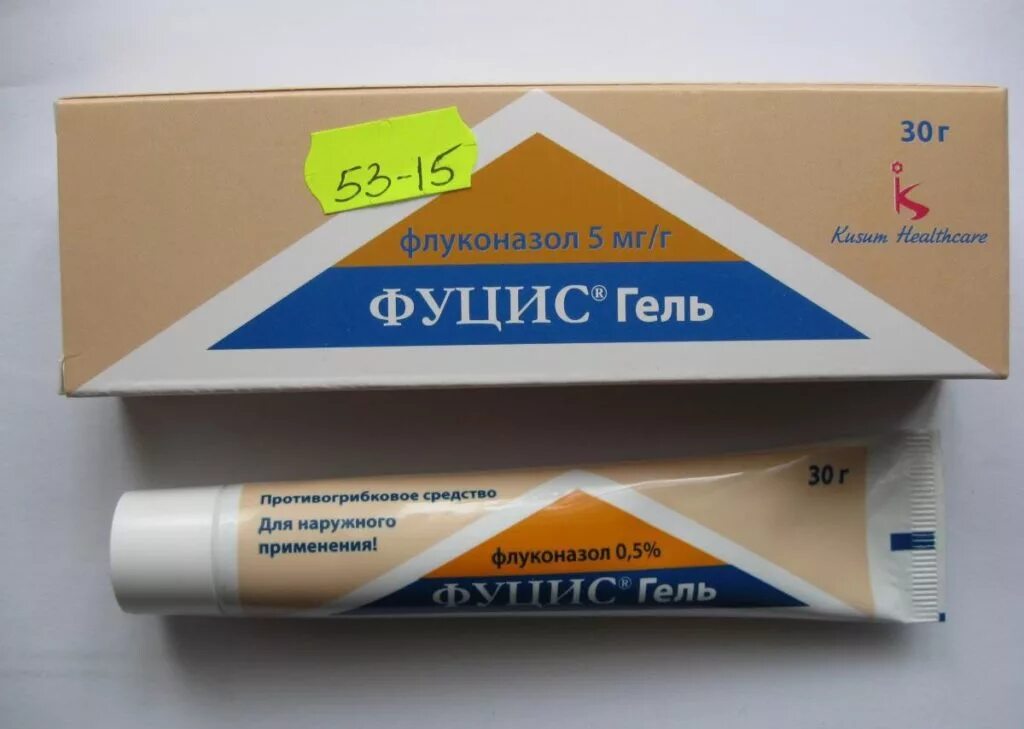 53-15
30 г
Kusum Healthcare
флуконазол 5 мг/г
ФУЦИС® Гель
30 г
Противогрибковое средство
Для наружного
применения!
флуконазол 0,5%
ФУЦИС® Гель